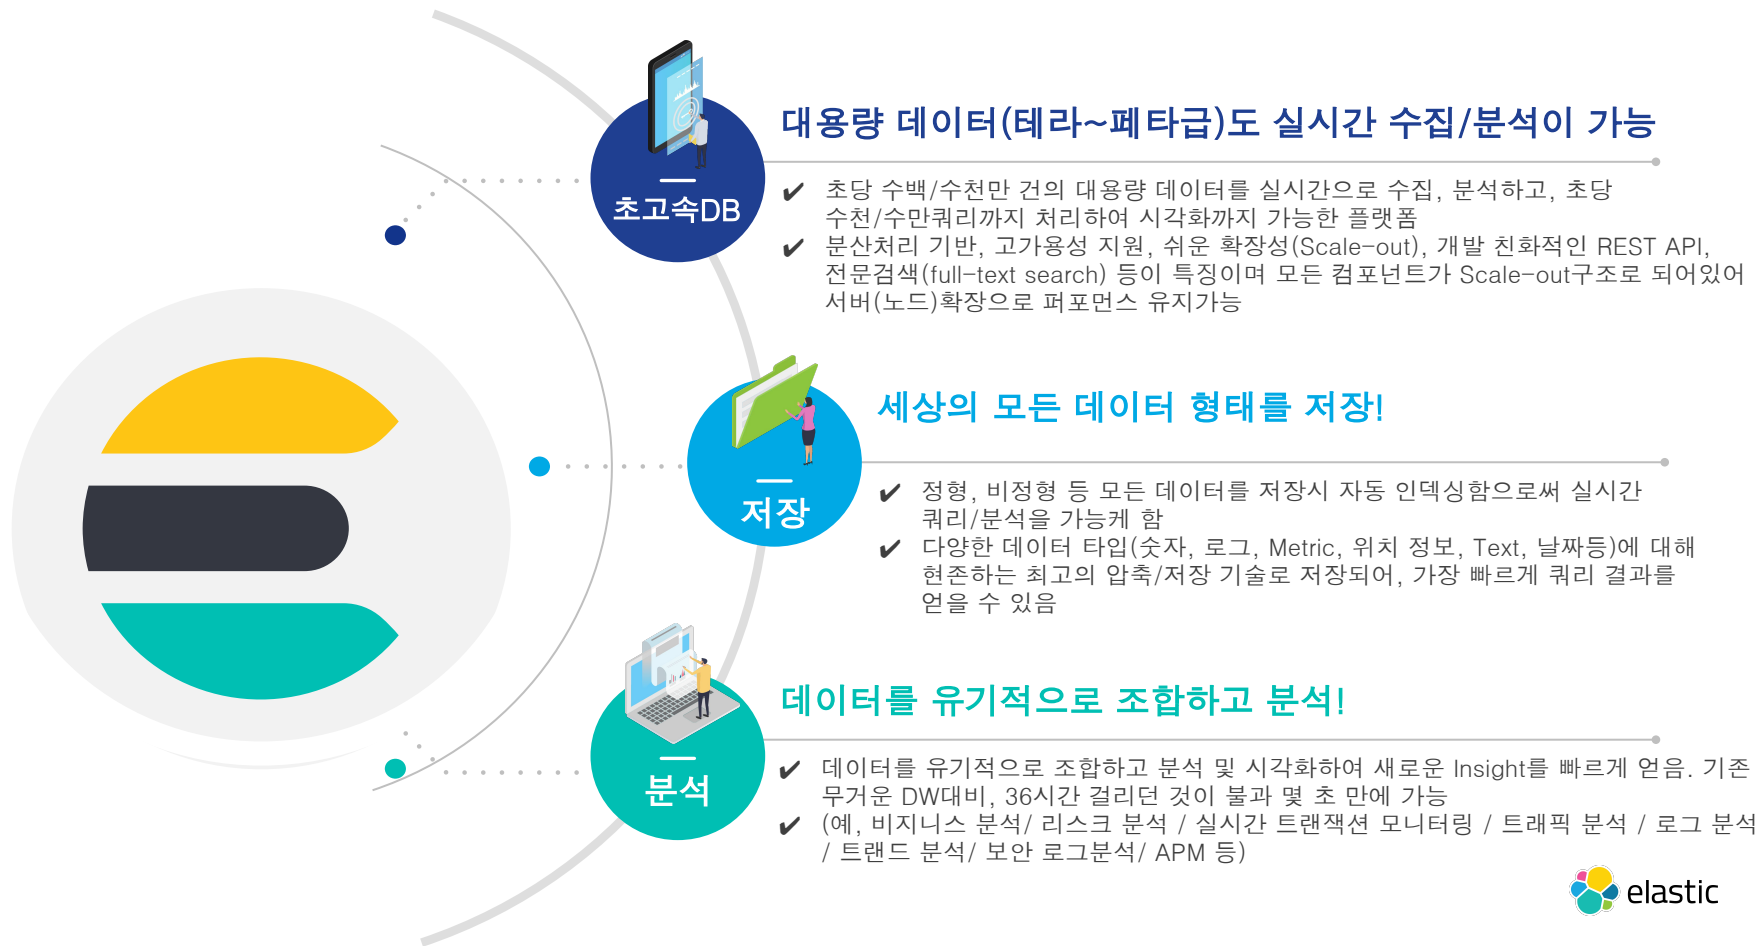 초고속DB
대용량 데이터(테라~페타급)도 실시간 수집/분석이 가능
✔ 초당 수백/수천만 건의 대용량 데이터를 실시간으로 수집, 분석하고, 초당
수천/수만쿼리까지 처리하여 시각화까지 가능한 플랫폼
✔ 분산처리 기반, 고가용성 지원, 쉬운 확장성(Scale-out), 개발 친화적인 REST API,
전문검색(full-text search) 등이 특징이며 모든 컴포넌트가 Scale-out구조로 되어있어
서버(노드)확장으로 퍼포먼스 유지가능
저장
세상의 모든 데이터 형태를 저장!
✔ 정형, 비정형 등 모든 데이터를 저장시 자동 인덱싱함으로써 실시간
쿼리/분석을 가능케 함
✔ 다양한 데이터 타입(숫자, 로그, Metric, 위치 정보, Text, 날짜등)에 대해
현존하는 최고의 압축/저장 기술로 저장되어, 가장 빠르게 쿼리 결과를
얻을 수 있음
분석
데이터를 유기적으로 조합하고 분석!
✔ 데이터를 유기적으로 조합하고 분석 및 시각화하여 새로운 Insight를 빠르게 얻음. 기존
무거운 DW대비, 36시간 걸리던 것이 불과 몇 초 만에 가능
✔ (예, 비지니스 분석/ 리스크 분석 / 실시간 트랜잭션 모니터링 / 트래픽 분석 / 로그 분석
/ 트랜드 분석/ 보안 로그분석/ APM 등)
elastic